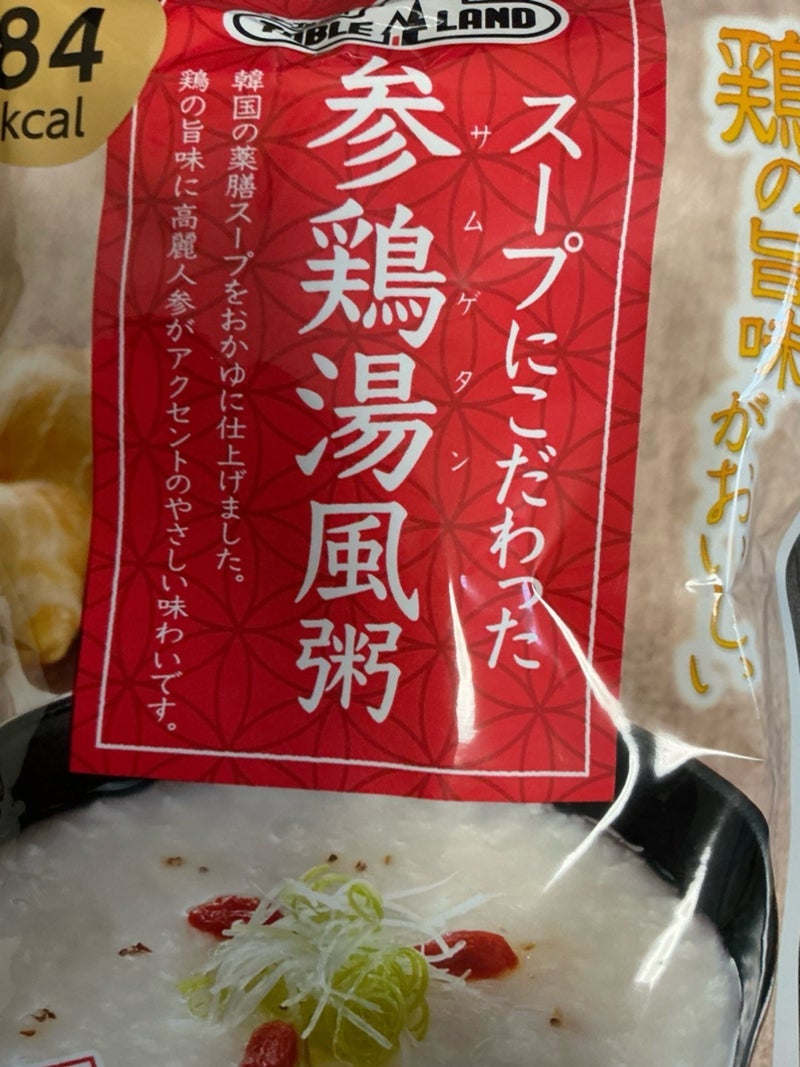 84
kcal
TABLE LAND
スープにこだわった
サムゲタン
参鶏湯風粥
韓国の薬膳スープをおかゆに仕上げました。
鶏の旨味に高麗人参がアクセントのやさしい味わいです。
鶏の旨味がおいしい